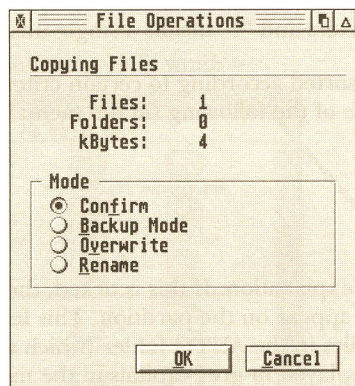 File Operations
Copying Files
Files: 1
Folders: 0
kBytes: 4
Mode
Confirm
Backup Mode
Overwrite
Rename
OK
Cancel